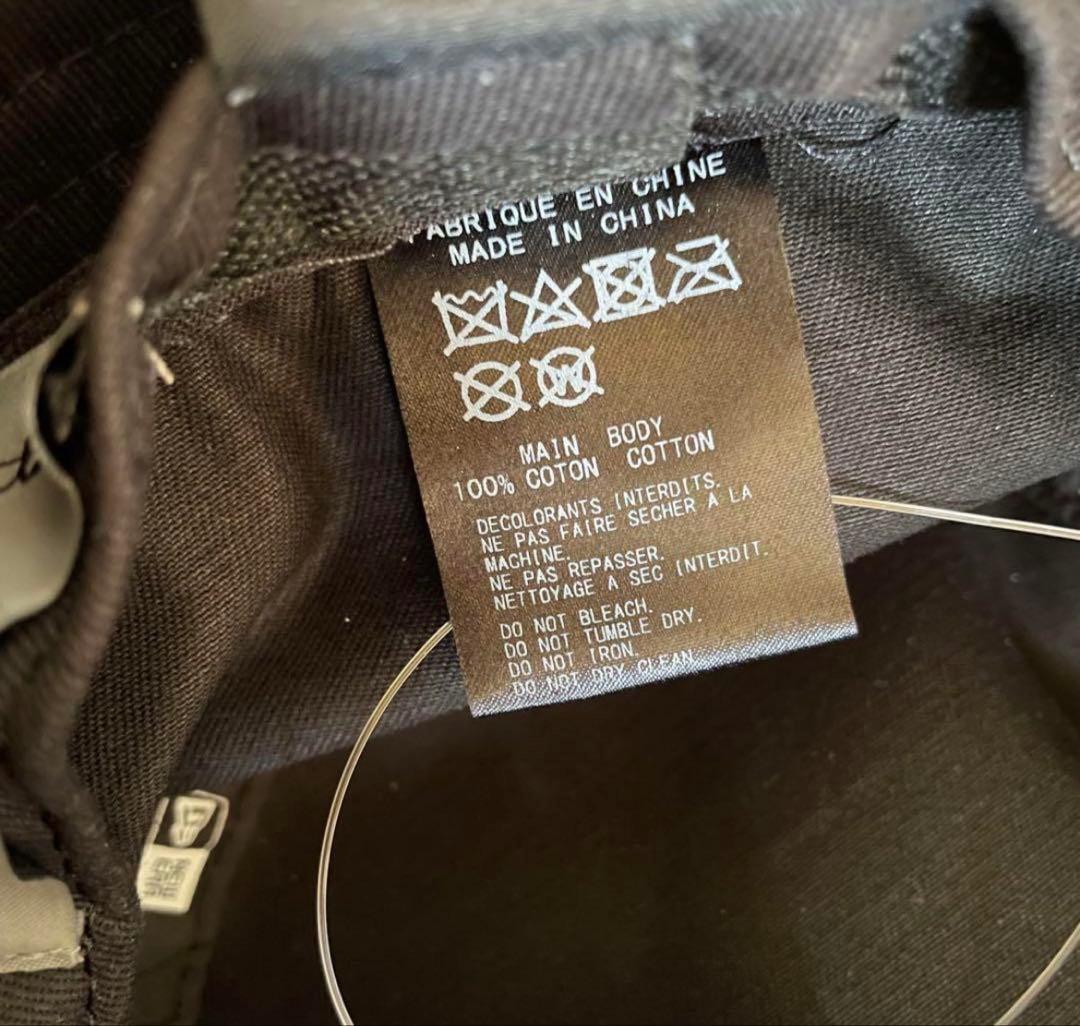 FABRIQUE EN CHINE
MADE IN CHINA
W
MAIN BODY
100% COTON COTTON
DECOLORANTS INTERDITS.
NE PAS FAIRE SECHER A LA
MACHINE.
NE PAS REPASSER.
NETTOYAGE A SEC INTERDIT.
DO NOT BLEACH.
DO NOT TUMBLE DRY.
DO NOT IRON.
DO NOT DRY CLEAN.